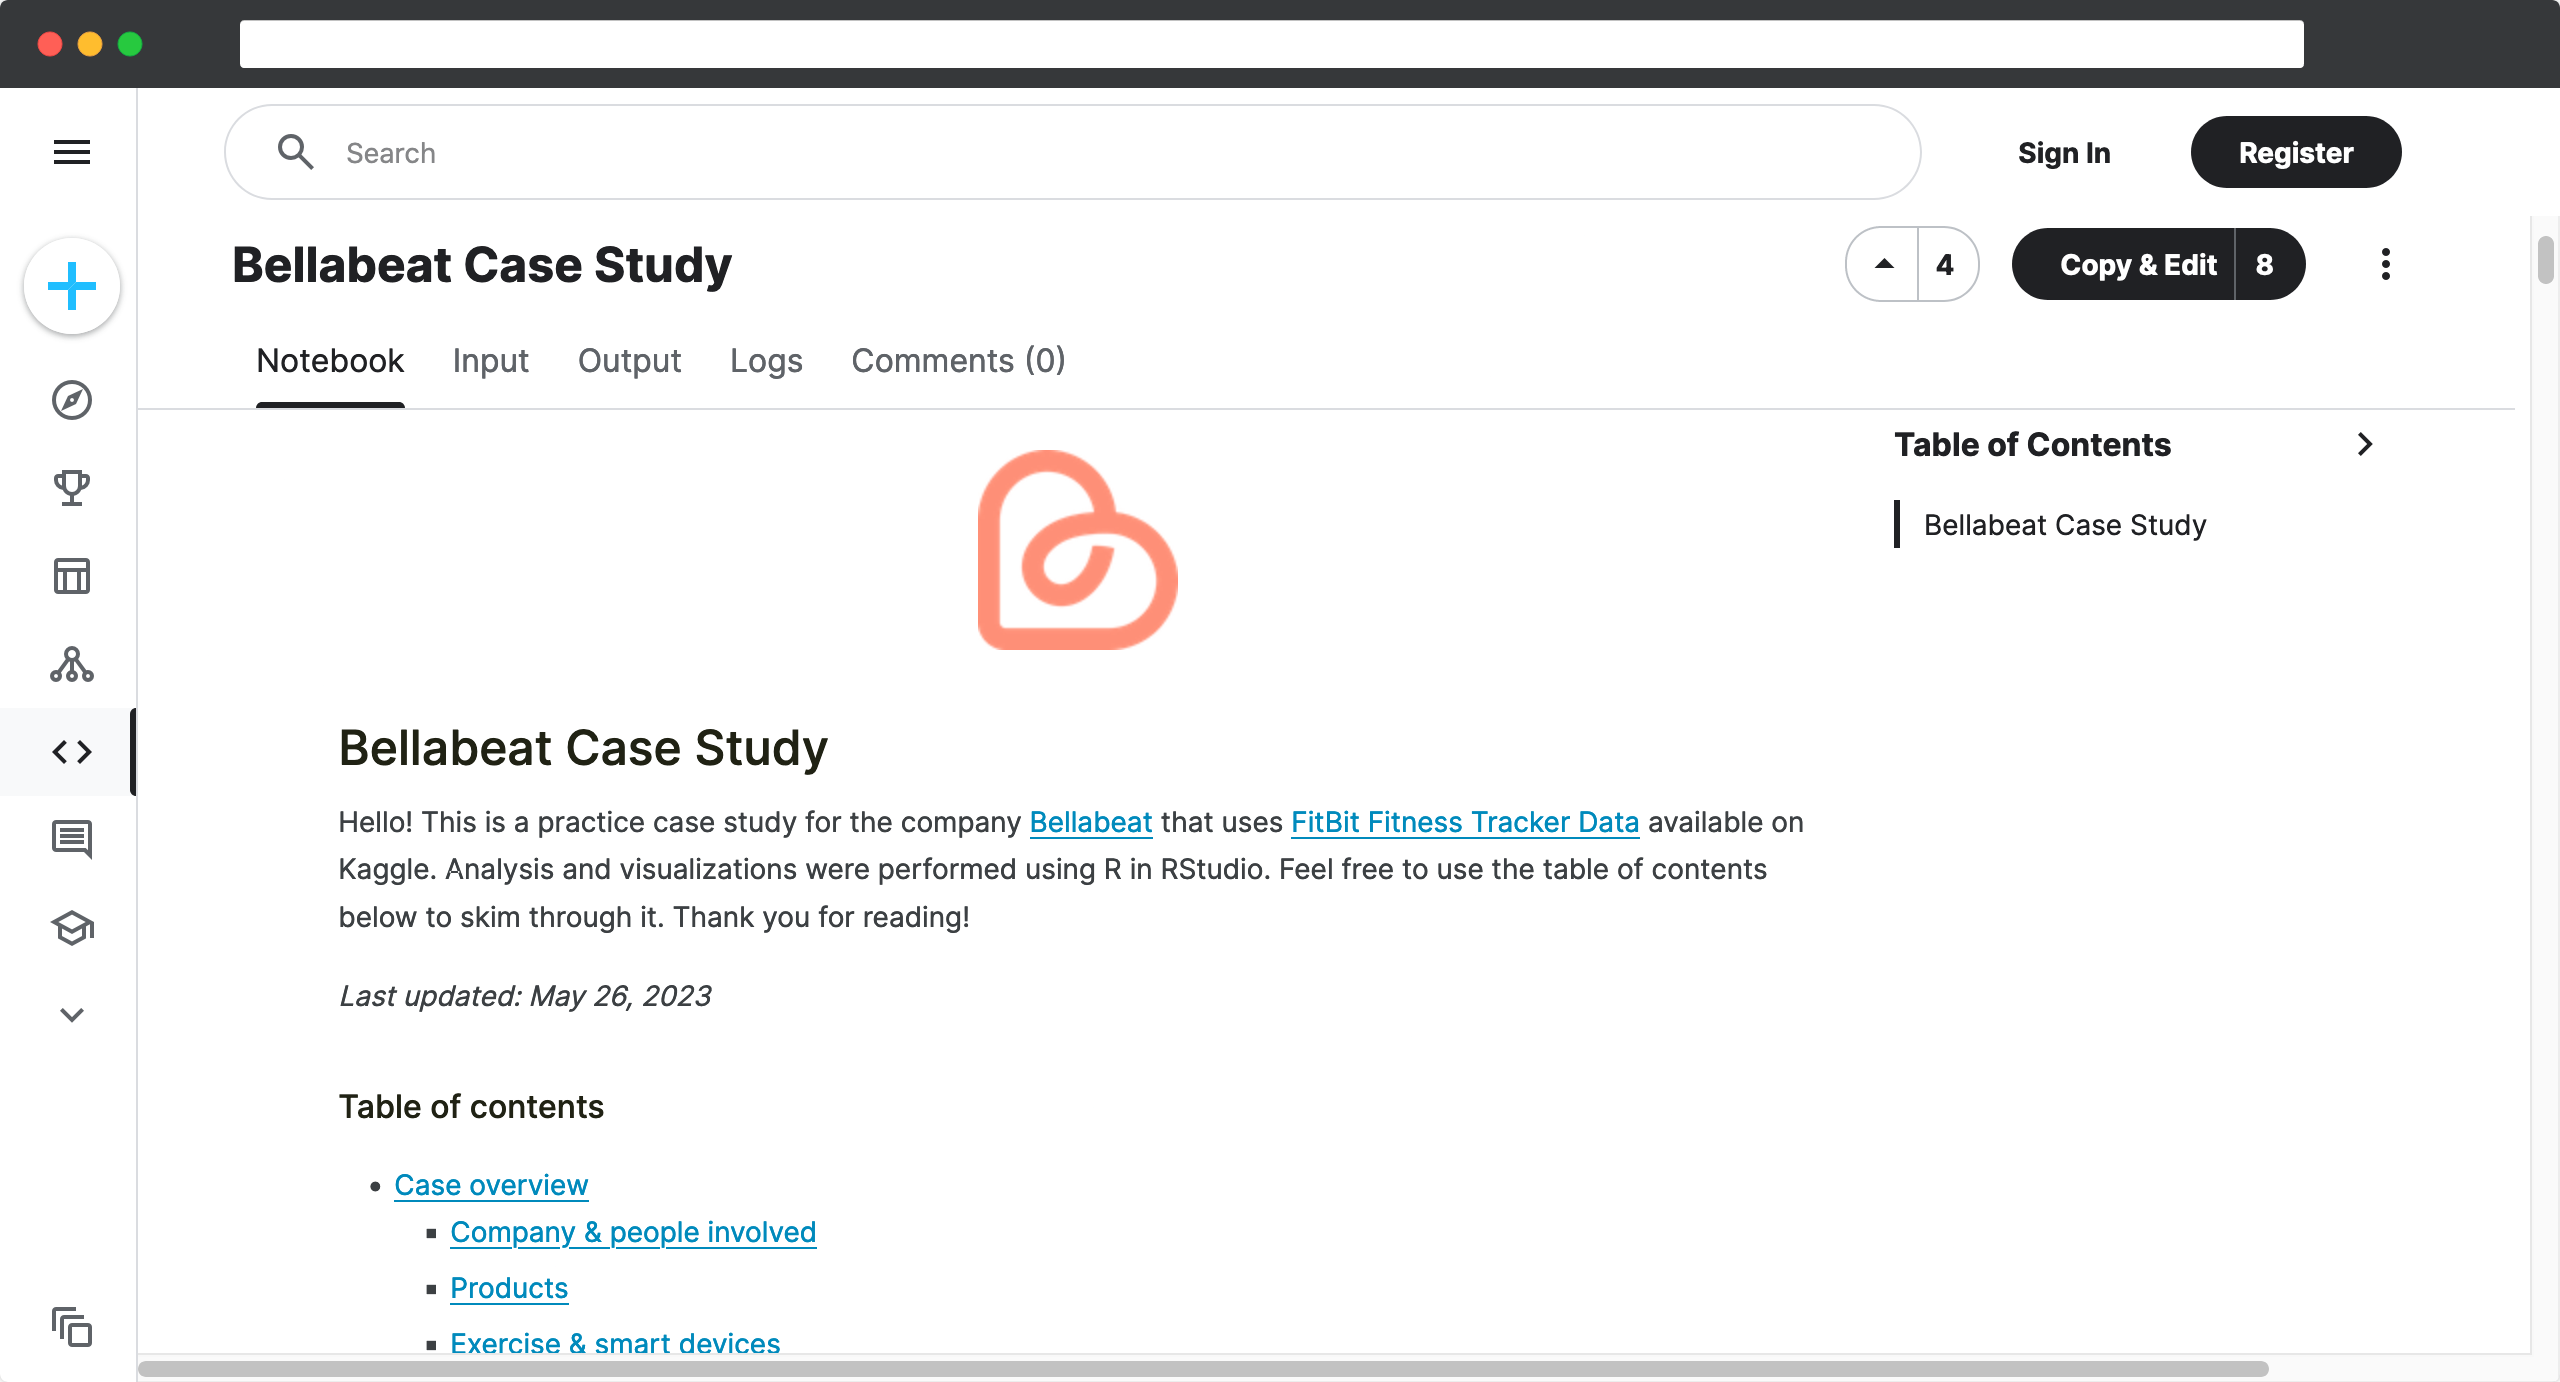 Search
Sign In
Register
Bellabeat Case Study
4
Copy & Edit
8
Notebook
Input
Output
Logs
Comments (0)
Table of Contents
Bellabeat Case Study
Bellabeat Case Study
Hello! This is a practice case study for the company Bellabeat that uses FitBit Fitness Tracker Data available on
Kaggle. Analysis and visualizations were performed using R in RStudio. Feel free to use the table of contents
below to skim through it. Thank you for reading!
Last updated: May 26, 2023
Table of contents
Case overview
Company & people involved
Products
Exercise & smart devices